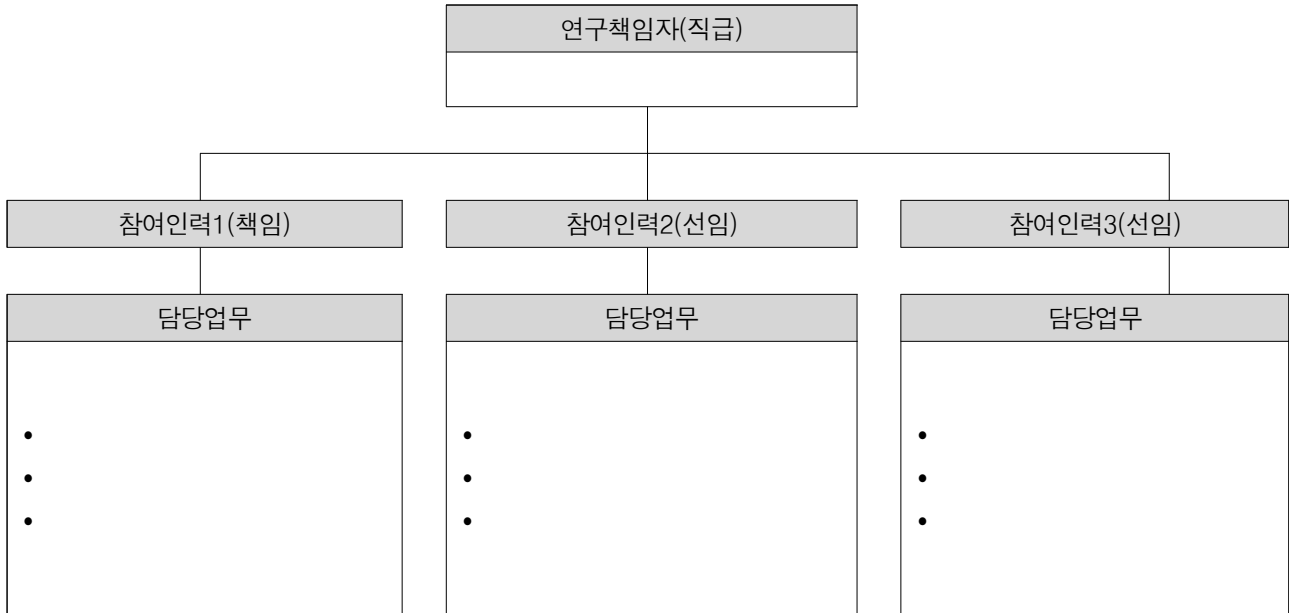 연구책임자(직급)
참여인력1(책임)
참여인력2(선임)
참여인력3(선임)
담당업무
담당업무
담당업무
•
•
•
•
•
•
•
•
•